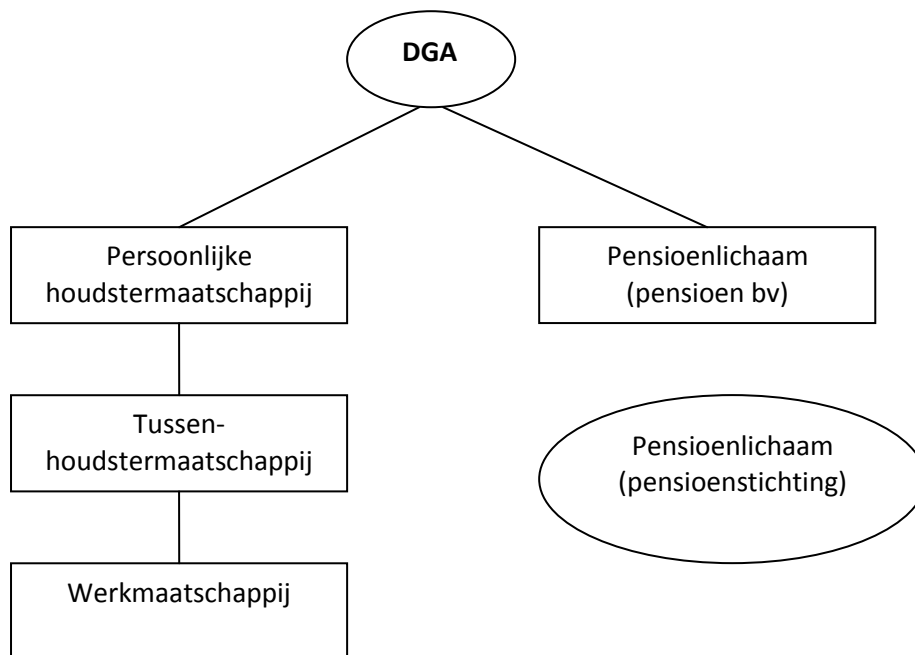 DGA
Persoonlijke
houdstermaatschappij
Pensioenlichaam
(pensioen bv)
Tussen-
houdstermaatschappij
Pensioenlichaam
(pensioenstichting)
Werkmaatschappij